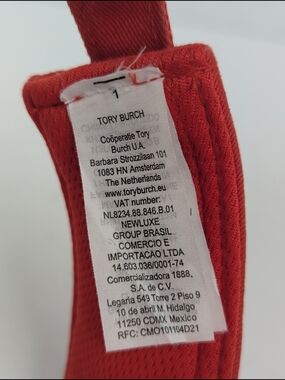 1
TORY BURCH
Coöperatie Tory
Burch U.A.
Barbara Strozzilaan 101
1083 HN Amsterdam
The Netherlands
www.toryburch.eu
VAT number:
NL8234.88.846.B.01
NEWLUXE
GROUP BRASIL
COMERCIO E
IMPORTACAO LTDA
14.603.036/0001-74
Comercializadora 1888,
S.A. de C.V.
Legaria 549 Torre 2 Piso 9
10 de abril M. Hidalgo
11250 CDMX Mexico
RFC: CMO101104D21